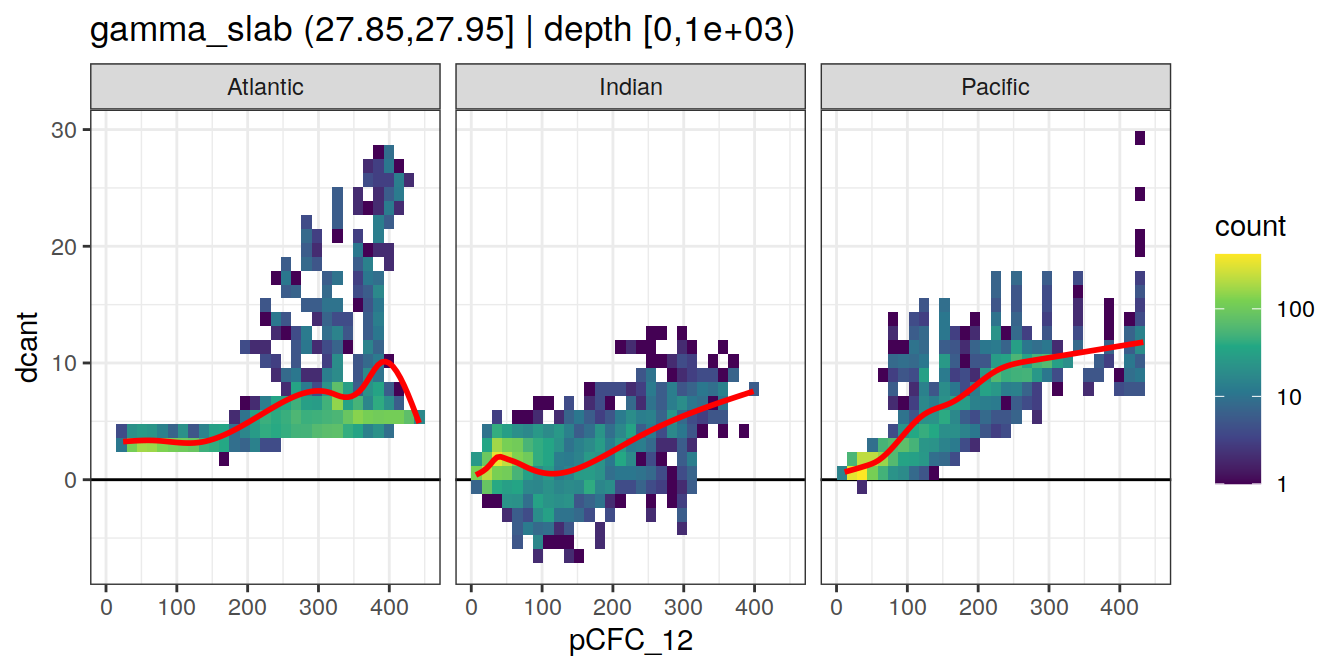 gamma_slab (27.85,27.95] | depth [0,1e+03)
Atlantic Indian Pacific
30
20
10
0
dcant
0 100 200 300 400 0 100 200 300 400 0 100 200 300 400
pCFC_12
count
100
10
1